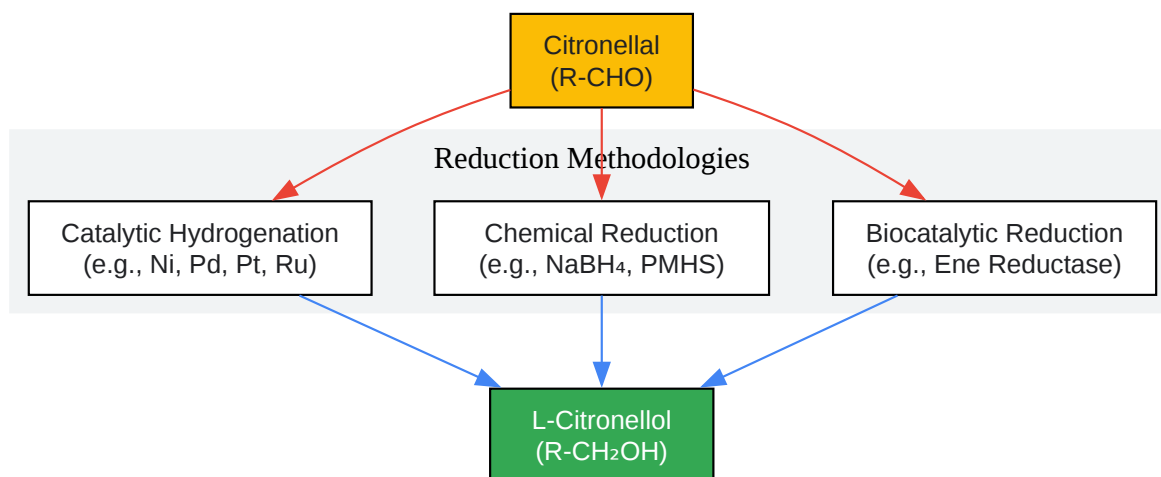 Citronellal
(R-CHO)
Reduction Methodologies
Catalytic Hydrogenation
(e.g., Ni, Pd, Pt, Ru)
Chemical Reduction
(e.g., NaBH₄, PMHS)
Biocatalytic Reduction
(e.g., Ene Reductase)
L-Citronellol
(R-CH₂OH)